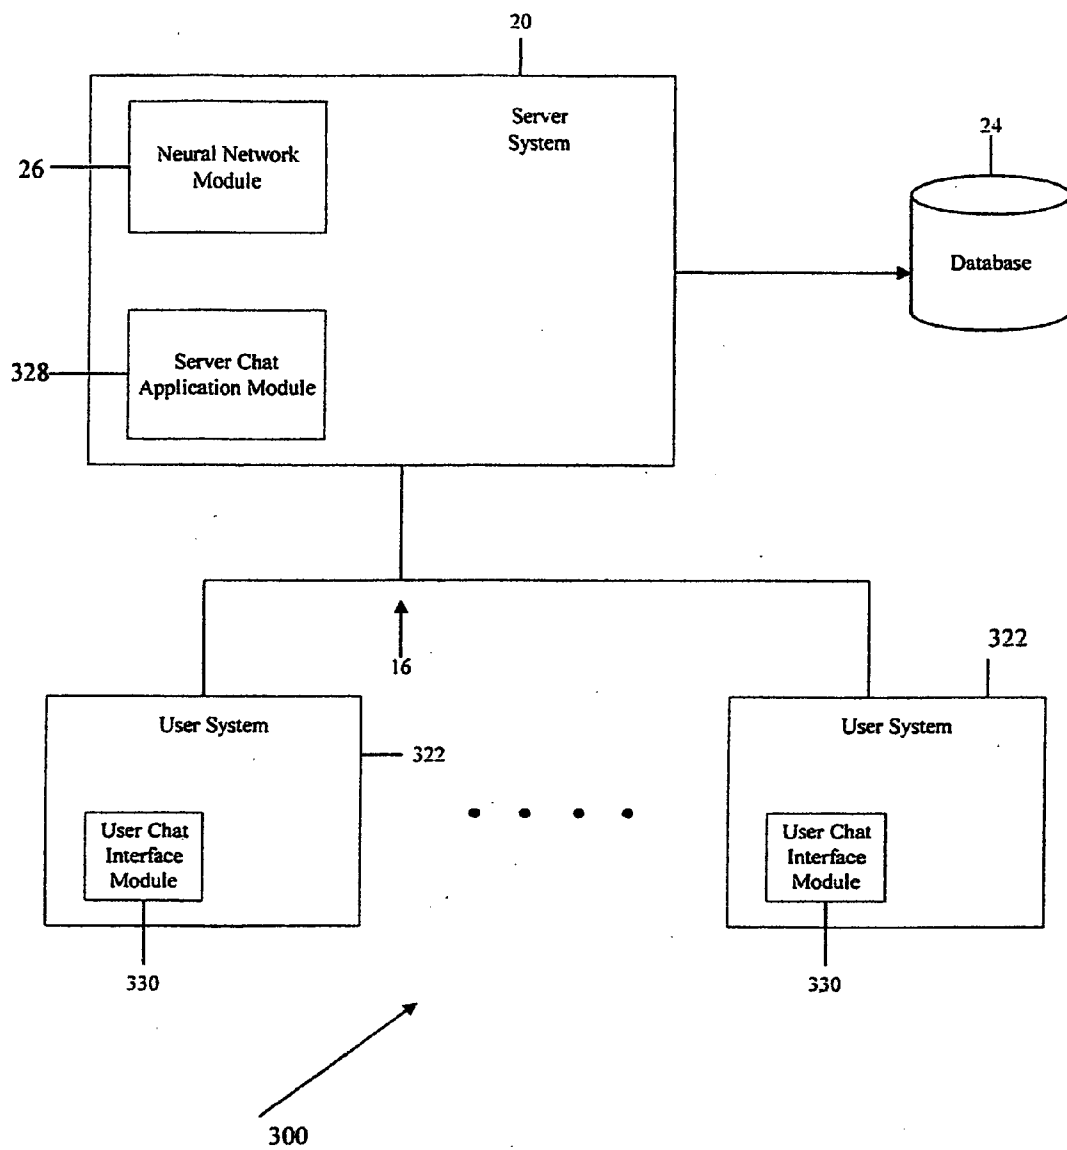 20
Server
System
24
Neural Network
Module
26
Database
Server Chat
Application Module
328
16
322
User System
322
User System
User Chat
Interface
Module
User Chat
Interface
Module
330
330
300